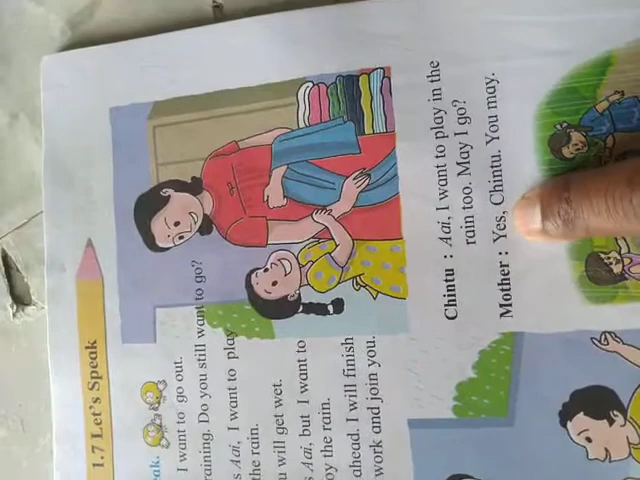 1.7 Let's Speak
ak.
I want to go out.
raining. Do you still want to go?
s Aai, I want to play
the rain.
u will get wet.
s Aai, but I want to
oy the rain.
ahead. I will finish
work and join you.
Chintu : Aai, I want to play in the
rain too. May I go?
Mother : Yes, Chintu. You may.